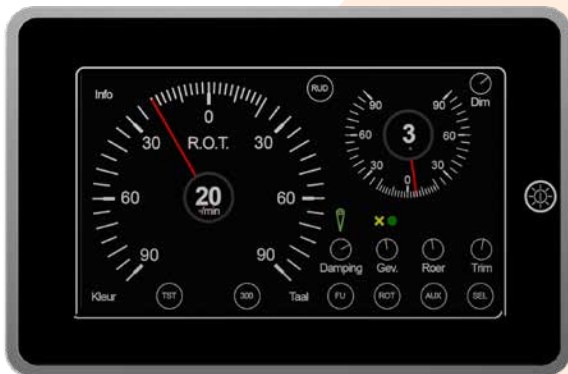 Info
RUD
Dim
0
30
R.O.T.
30
60
20
°/min
60
90
90
90
90
60
3
°
60
30
0
30
Damping
Gev.
Roer
Trim
Kleur
TST
300
Taal
FU
ROT
AUX
SEL